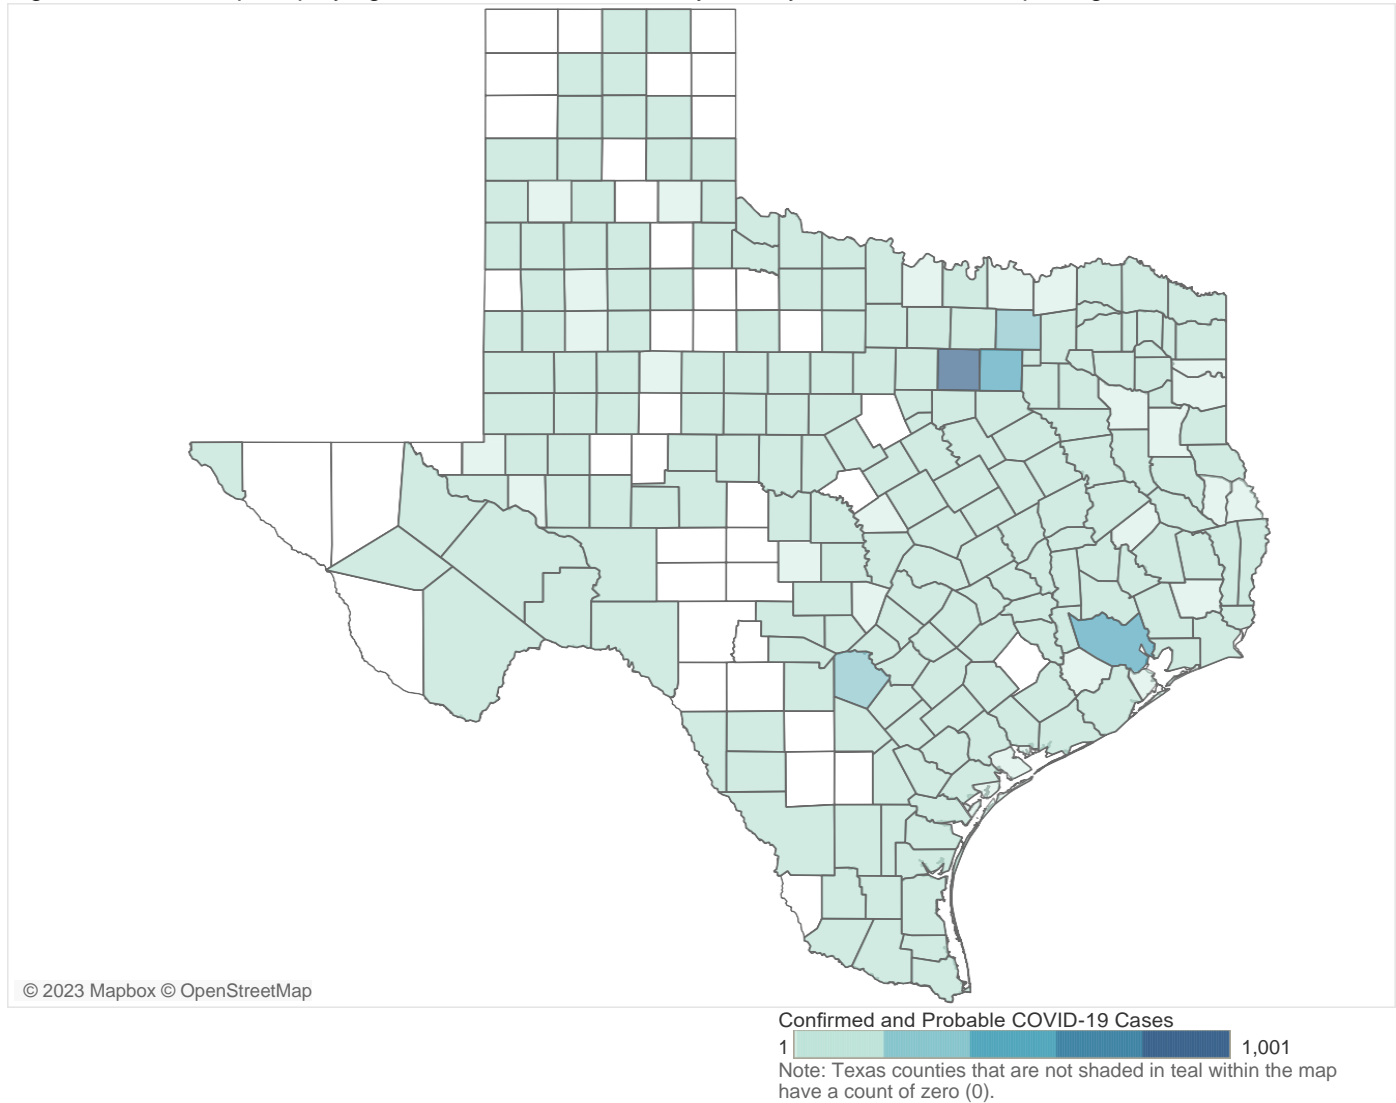 © 2023 Mapbox © OpenStreetMap
Confirmed and Probable COVID-19 Cases
1 1,001
Note: Texas counties that are not shaded in teal within the map
have a count of zero (0).